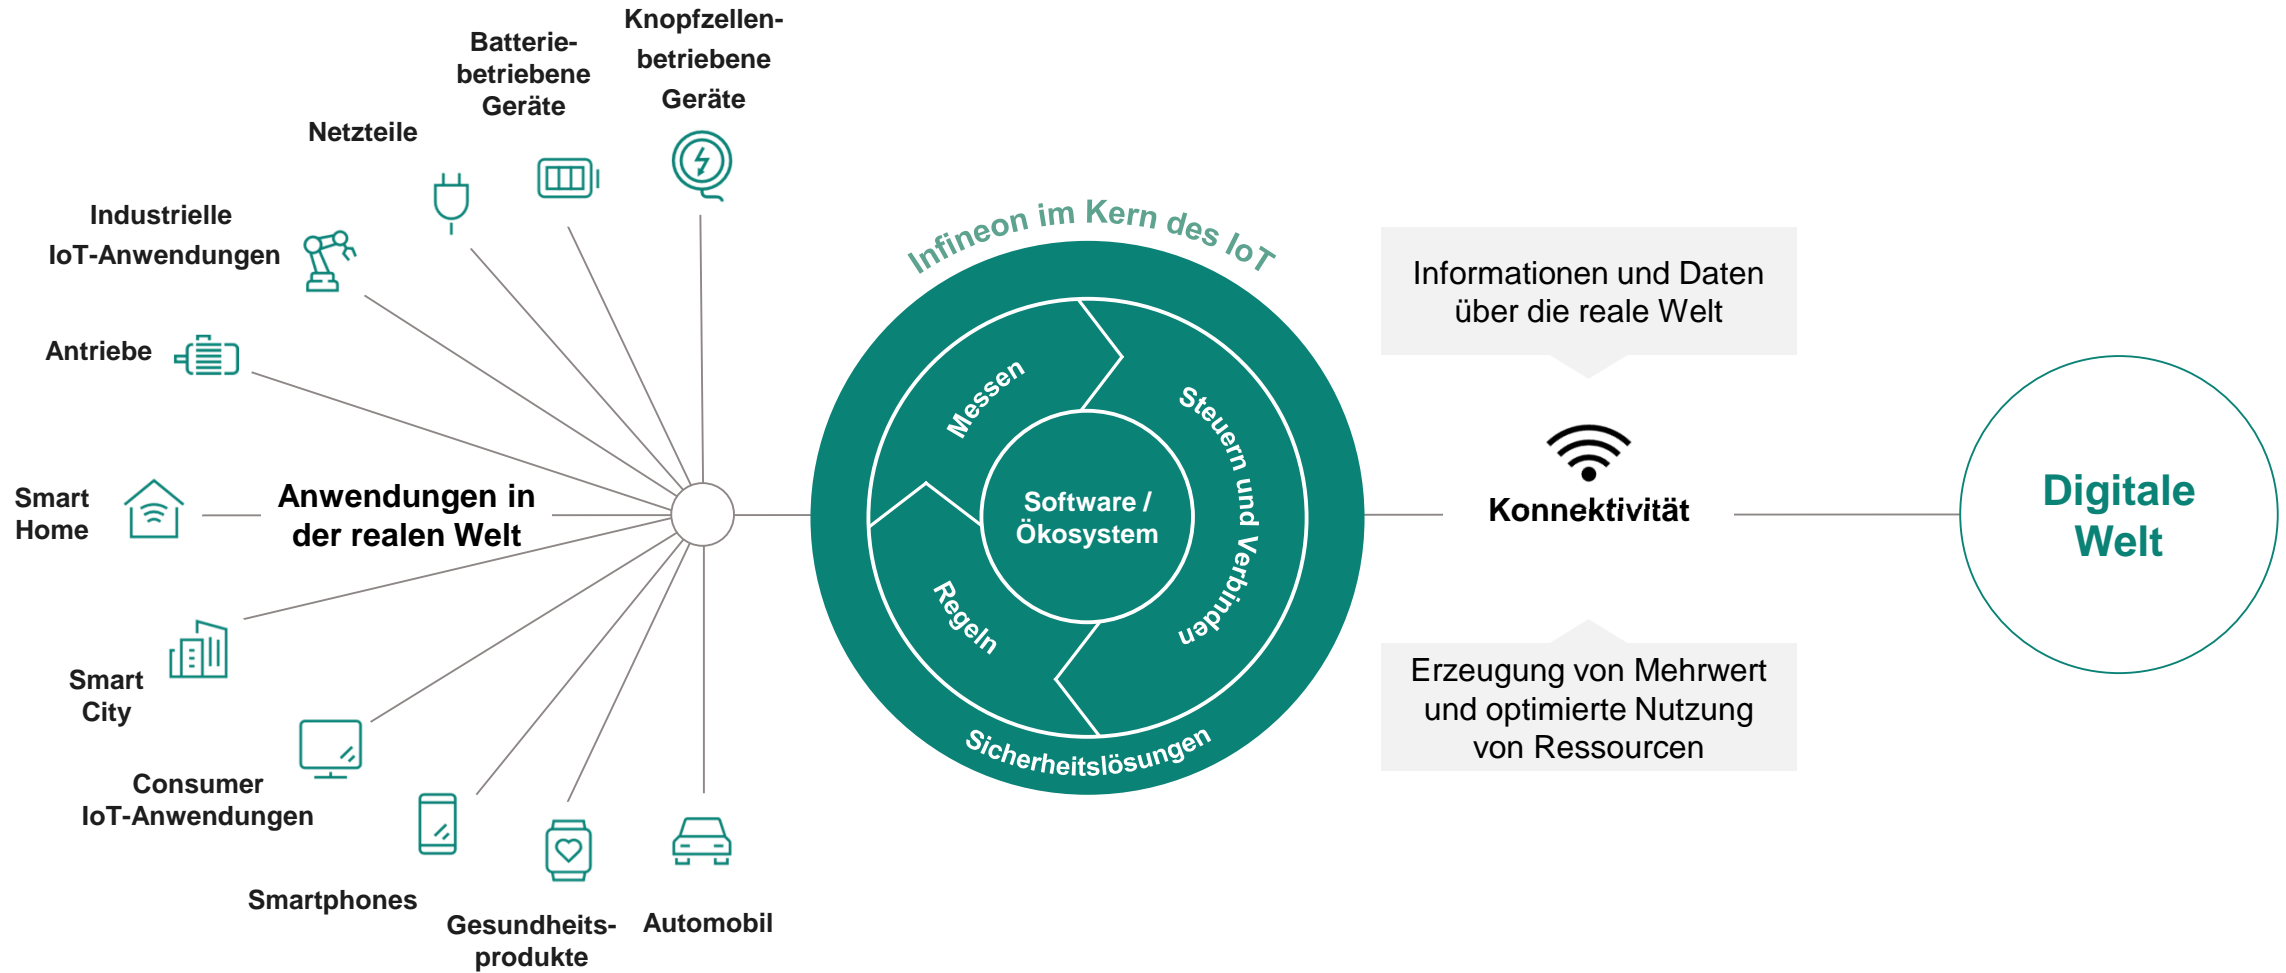 Knopfzellen-
betriebene
Geräte
Batterie-
betriebene
Geräte
Netzteile
Industrielle
IoT-Anwendungen
Antriebe
Smart
Home
Anwendungen in
der realen Welt
Smart
City
Consumer
IoT-Anwendungen
Smartphones
Gesundheits-
produkte
Automobil
Infineon im Kern des IoT
Messen
Steuern und Verbinden
Regeln
Software /
Ökosystem
Sicherheitslösungen
Informationen und Daten
über die reale Welt
Konnektivität
Erzeugung von Mehrwert
und optimierte Nutzung
von Ressourcen
Digitale
Welt